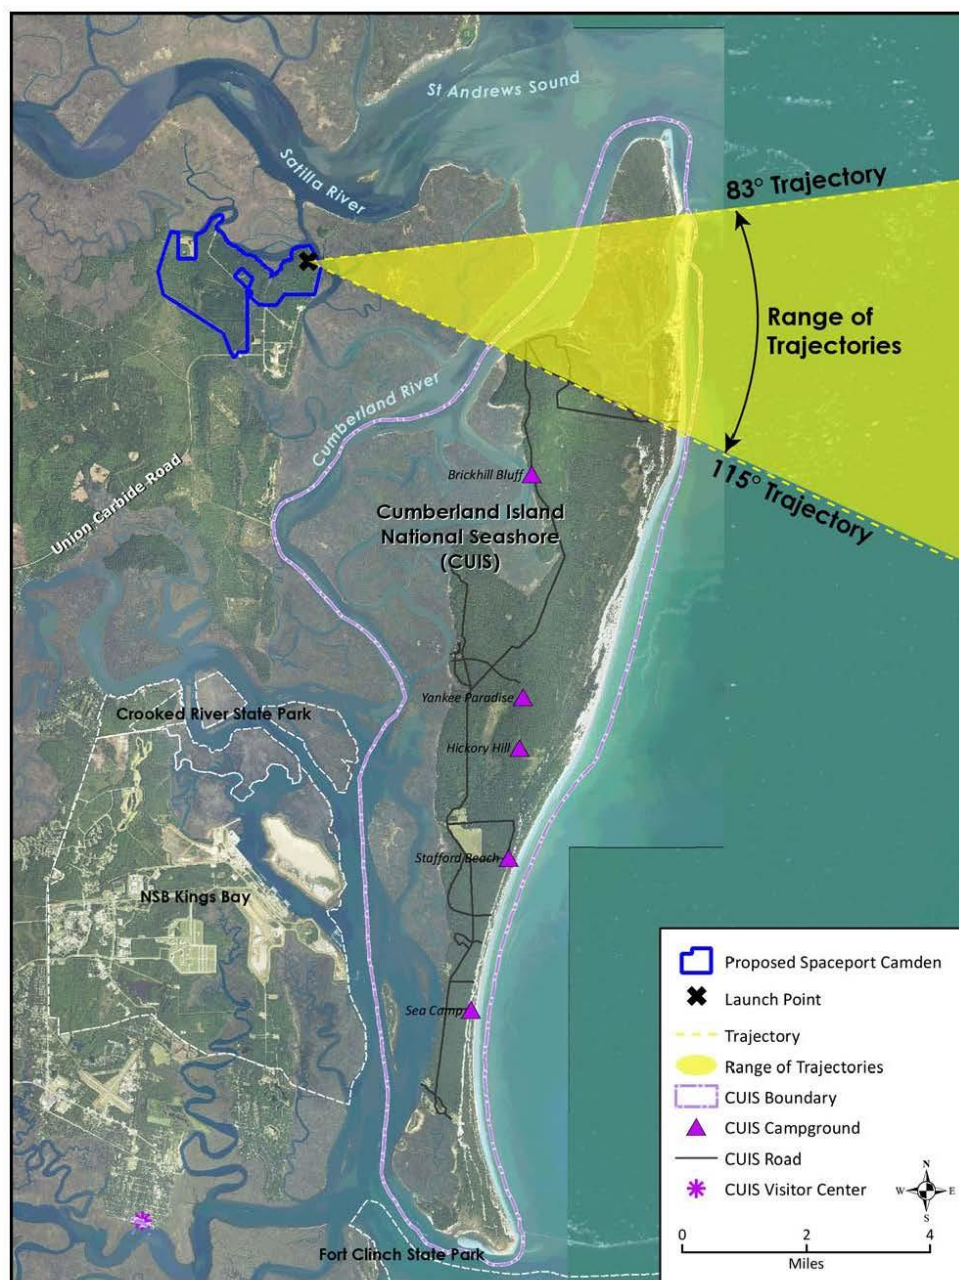 St Andrews Sound
Satilla River
83° Trajectory
Range of
Trajectories
Cumberland River
115° Trajectory
Union Carbide Road
Brickhill Bluff
Cumberland Island
National Seashore
(CUIS)
Yankee Paradise
Crooked River State Park
Hickory Hill
Stafford Beach
NSB Kings Bay
Sea Camp
Fort Clinch State Park
Proposed Spaceport Camden
Launch Point
Trajectory
Range of Trajectories
CUIS Boundary
CUIS Campground
CUIS Road
CUIS Visitor Center
N
W E
S
0 2 4
Miles